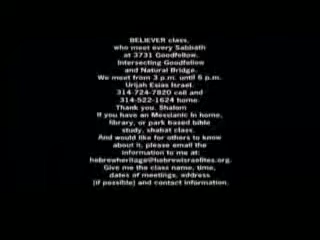 BELIEVER class,
who meet every Sabbath
at 3731 Goodfellow,
Intersecting Goodfellow
and Natural Bridge.
We meet from 3 p.m. until 6 p.m.
Urijah Esias Israel.
314-724-7820 cell and
314-522-1624 home.
Thank you. Shalom
If you have an Messianic in home,
library, or park based bible
study, shabat class.
And would like for others to know
about it, please email the
information to me at:
hebrewheritage@hebrewisraelites.org.
Give me the class name, time,
dates of meetings, address
(if possible) and contact information.